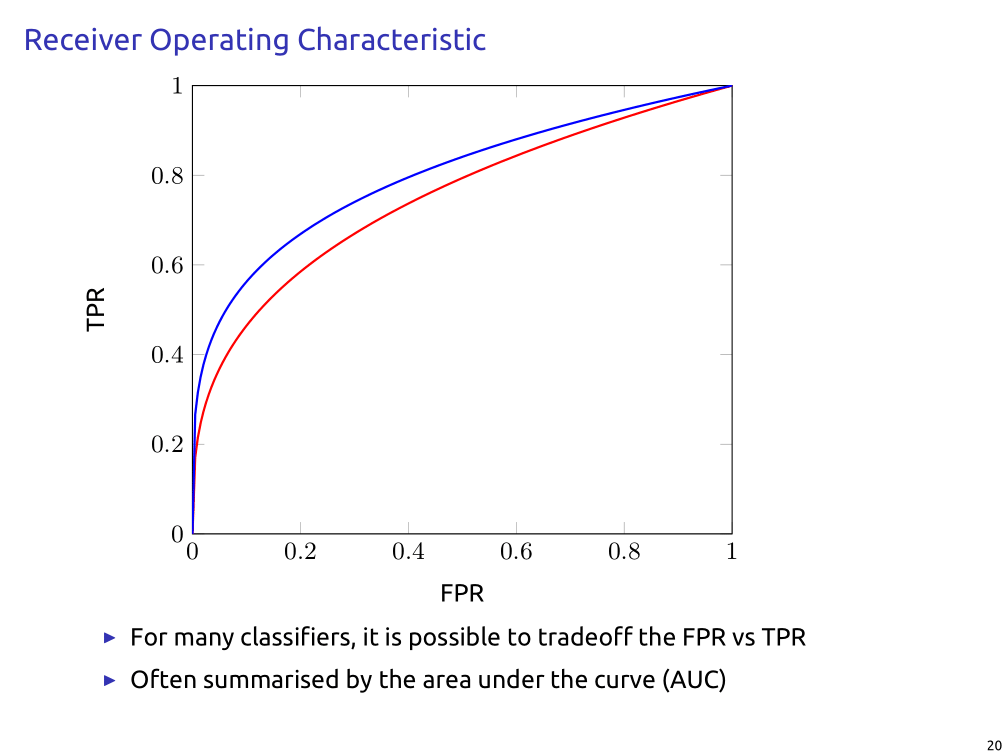 Receiver Operating Characteristic
1
0.8
0.6
0.4
0.2
0
TPR
0 0.2 0.4 0.6 0.8 1
FPR
► For many classifiers, it is possible to tradeoff the FPR vs TPR
► Often summarised by the area under the curve (AUC)
20